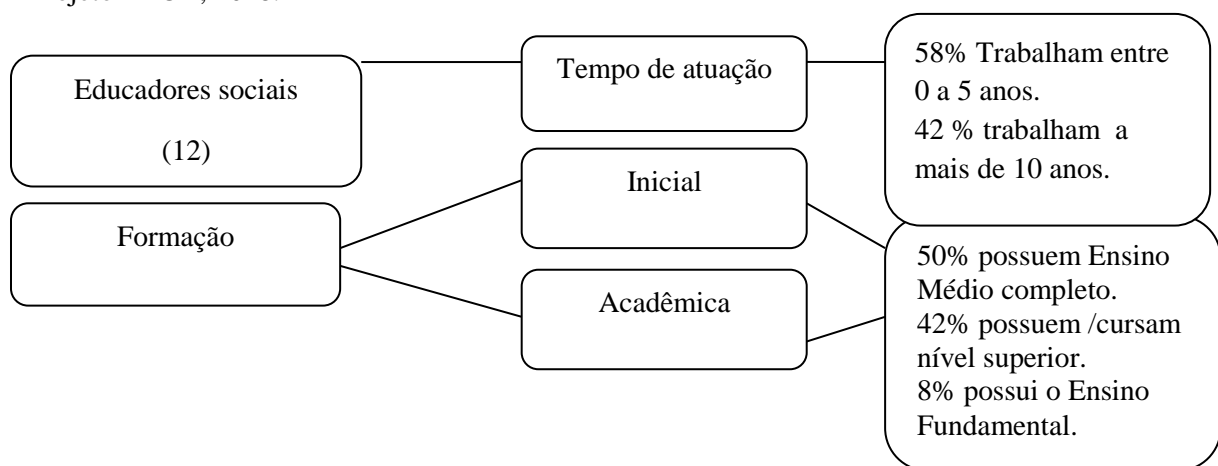 Educadores sociais
(12)
Tempo de atuação
58% Trabalham entre
0 a 5 anos.
42 % trabalham a
mais de 10 anos.
Formação
Inicial
Acadêmica
50% possuem Ensino
Médio completo.
42% possuem /cursam
nível superior.
8% possui o Ensino
Fundamental.